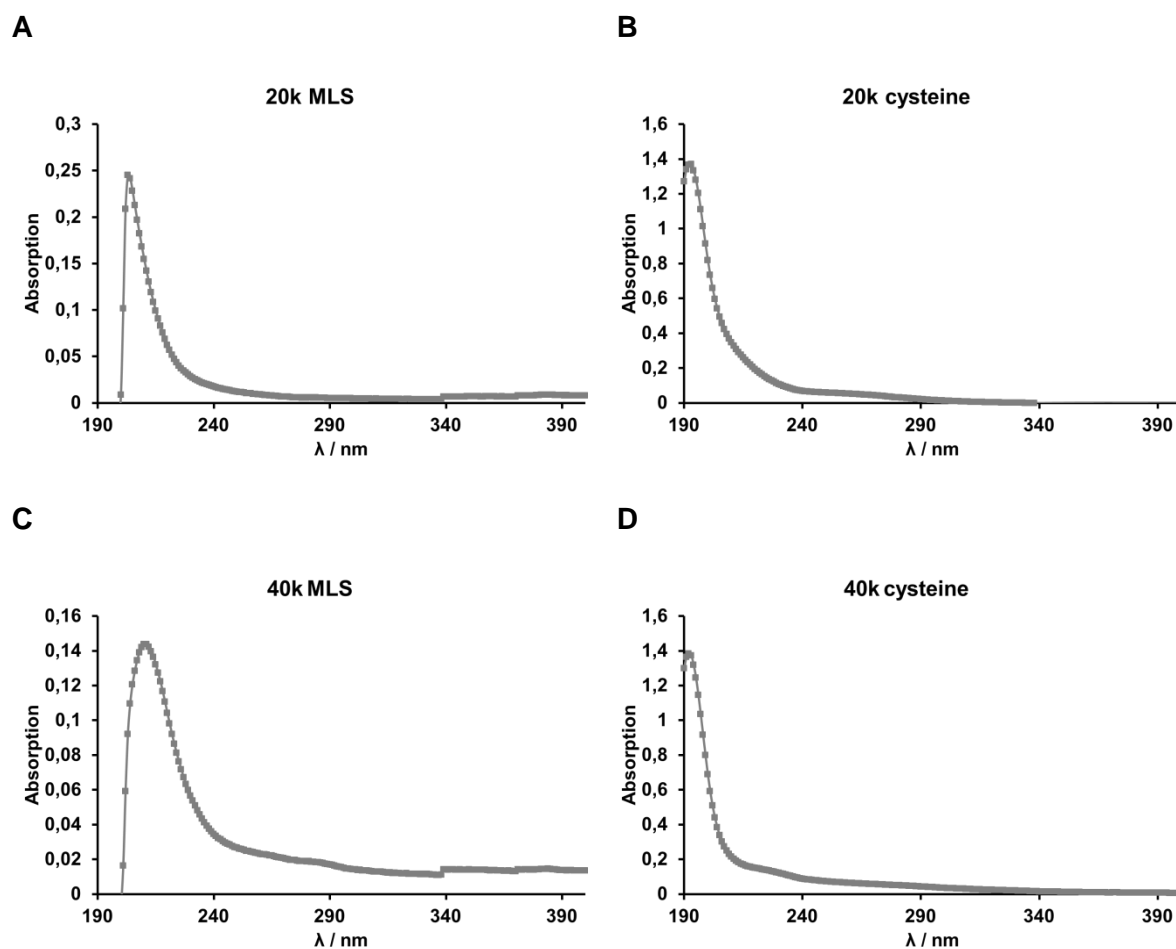 A
20k MLS
0,3
0,25
0,2
0,15
0,1
0,05
0
Absorption
190 240 290 340 390
λ / nm
B
20k cysteine
1,6
1,4
1,2
1
0,8
0,6
0,4
0,2
0
Absorption
190 240 290 340 390
λ / nm
C
40k MLS
0,16
0,14
0,12
0,1
0,08
0,06
0,04
0,02
0
Absorption
190 240 290 340 390
λ / nm
D
40k cysteine
1,6
1,4
1,2
1
0,8
0,6
0,4
0,2
0
Absorption
190 240 290 340 390
λ / nm